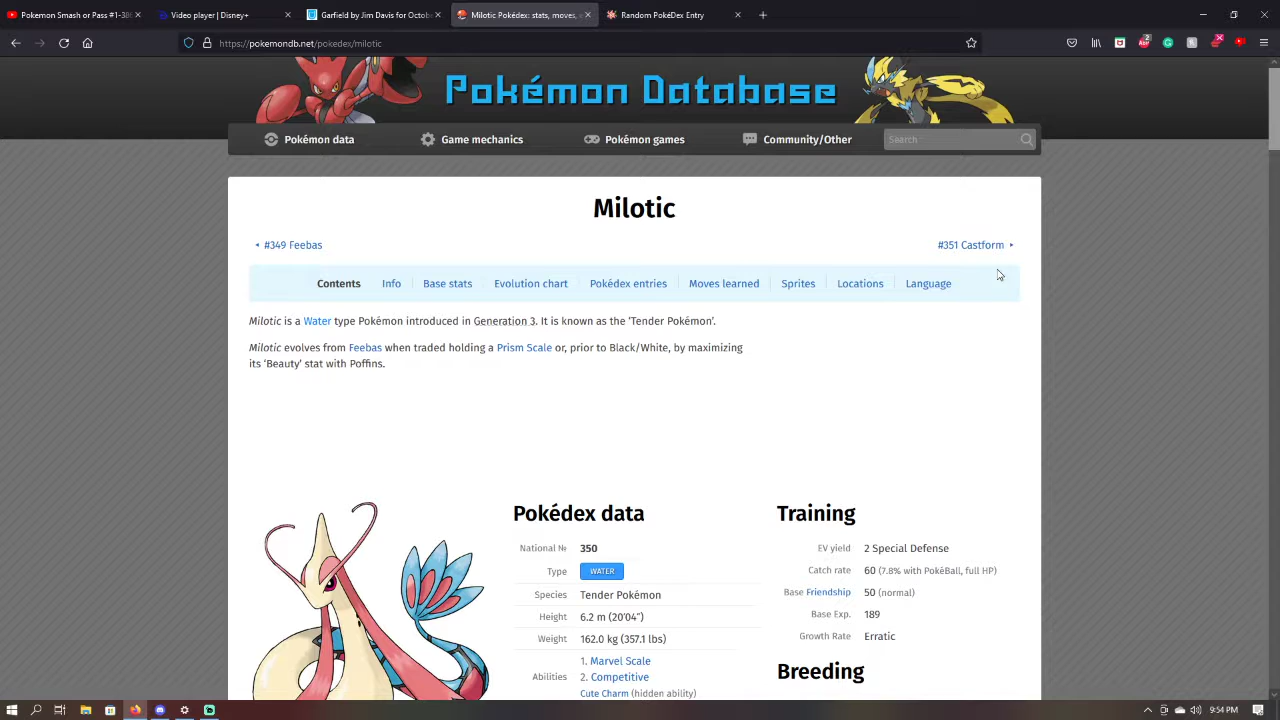 Shortest to Pass or Ping #1-38
Video player | Disney+
Garfield by Jim Davis for October
Milotic Pokédex: stats, moves, e
Random PokéDex Entry
https://pokemondb.net/pokedex/milotic
Pokémon Database
Pokémon data
Game mechanics
Pokémon games
Community/Other
Search
Milotic
#349 Feebas
#351 Castform
Contents
Info
Base stats
Evolution chart
Pokédex entries
Moves learned
Sprites
Locations
Language
Milotic is a Water type Pokémon introduced in Generation 3. It is known as the ‘Tender Pokémon’.
Milotic evolves from Feebas when traded holding a Prism Scale or, prior to Black/White, by maximizing
its ‘Beauty’ stat with Poffins.
Pokédex data
National № 350
Type WATER
Species Tender Pokémon
Height 6.2 m (20′04″)
Weight 162.0 kg (357.1 lbs)
Abilities 1. Marvel Scale
2. Competitive
Cute Charm (hidden ability)
Training
EV yield 2 Special Defense
Catch rate 60 (7.8% with PokéBall, full HP)
Base Friendship 50 (normal)
Base Exp. 189
Growth Rate Erratic
Breeding
9:54 PM